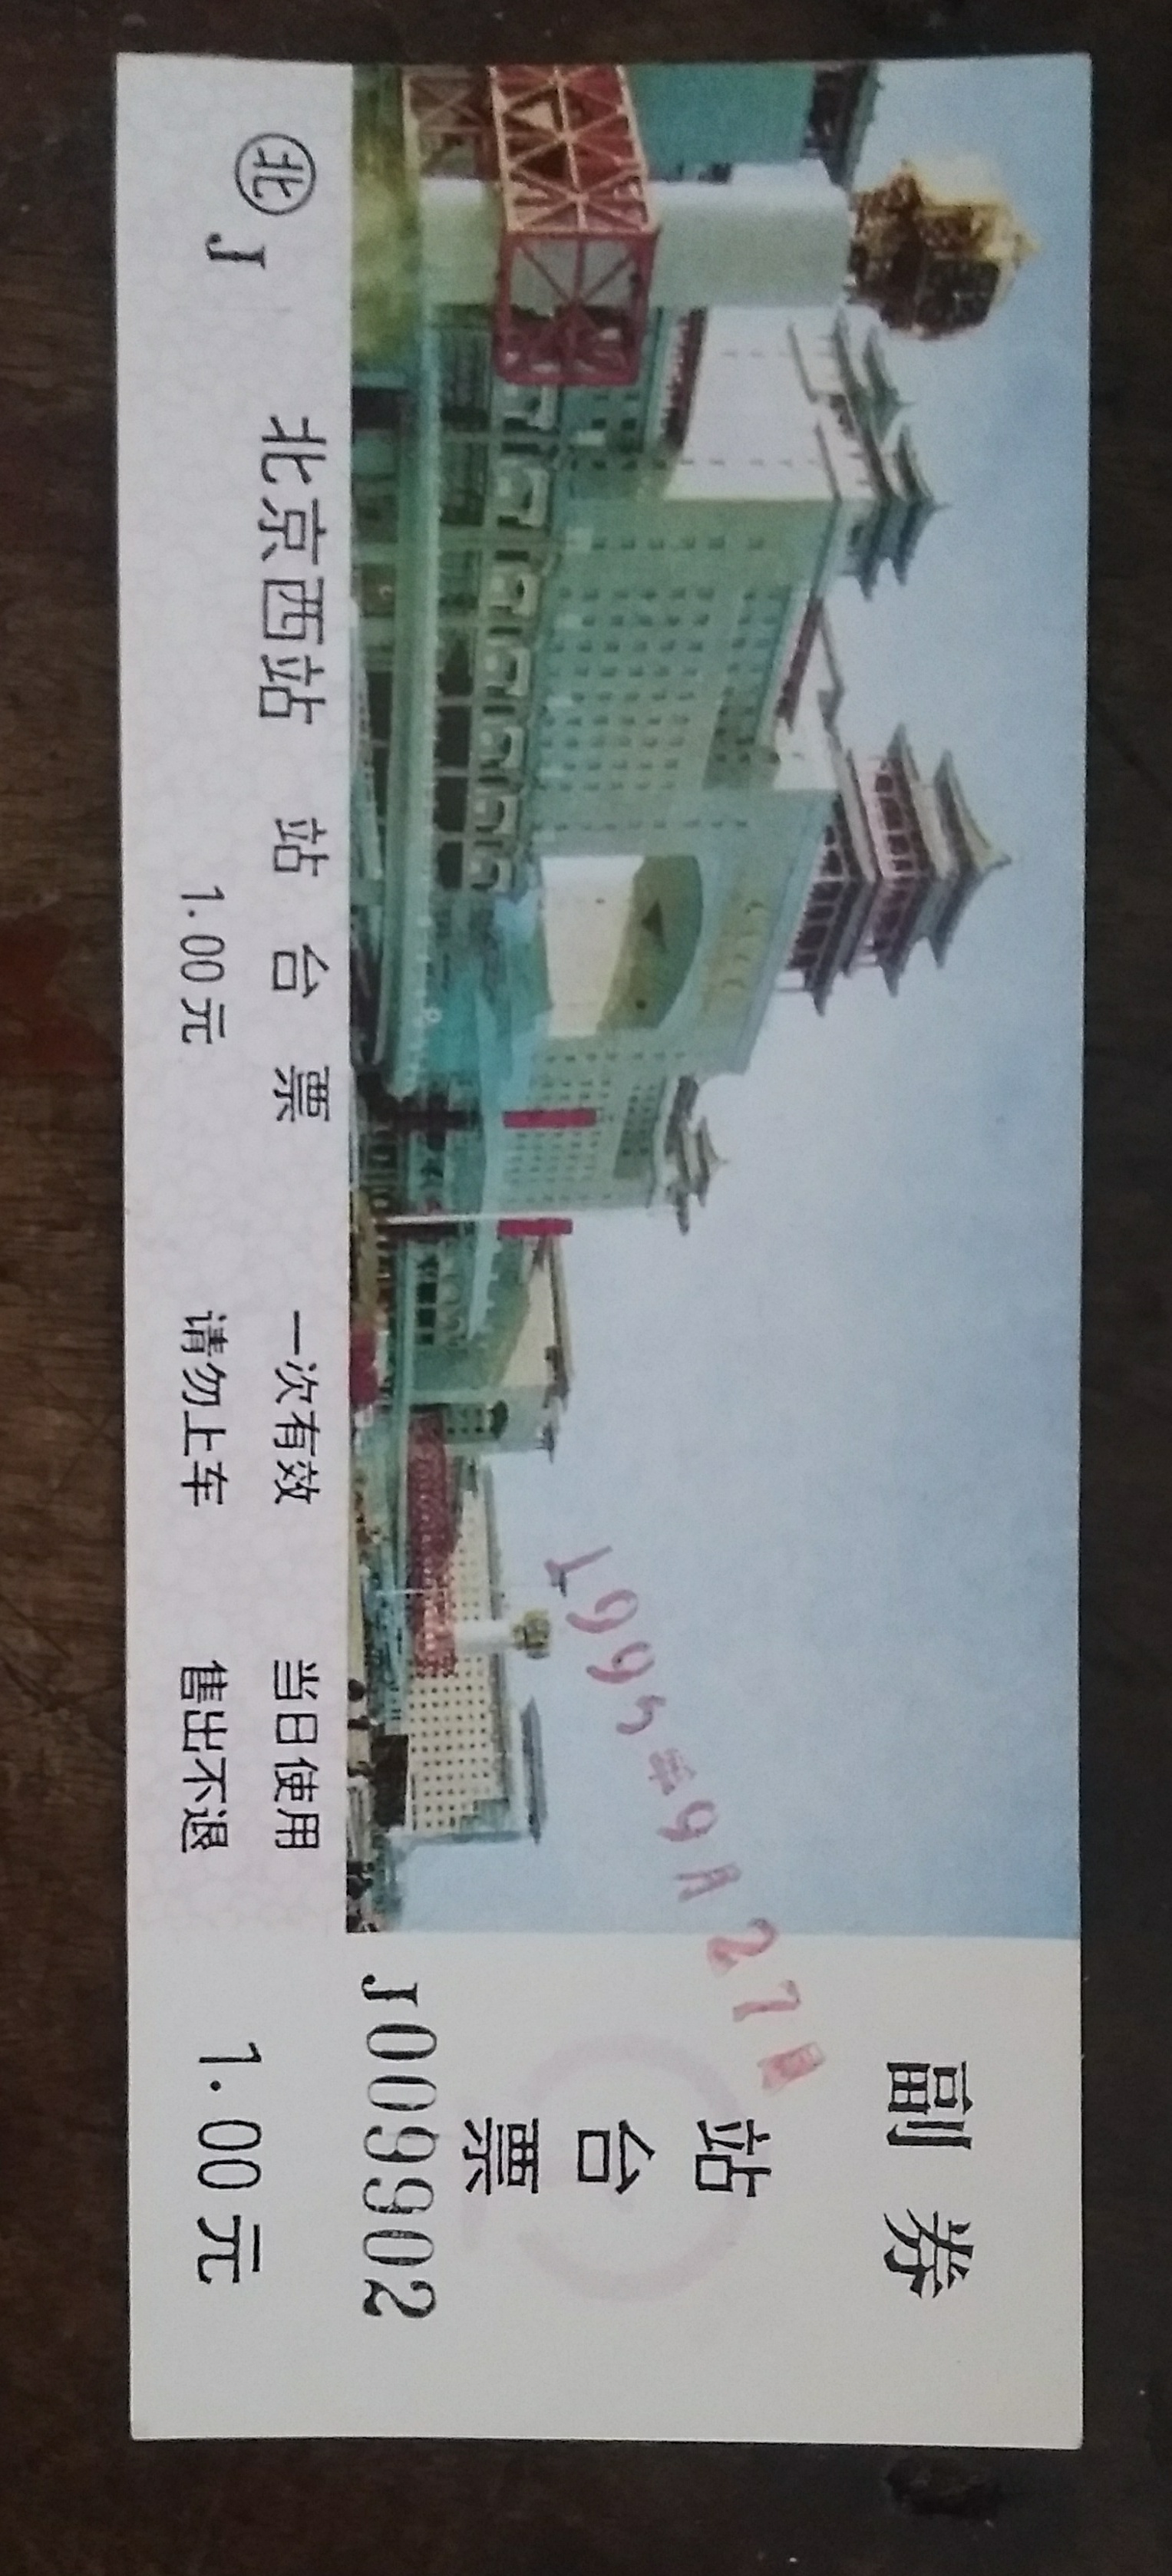 1995年9月27日
副券
站台票
J009902
1.00元
㊗北 J
北京西站 站台票 一次有效 当日使用
1.00元 请勿上车 售出不退